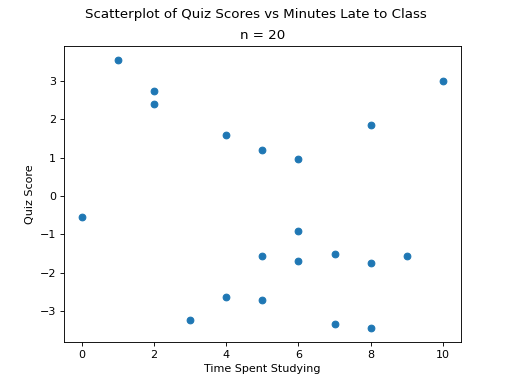 Scatterplot of Quiz Scores vs Minutes Late to Class
n = 20
3
2
1
0
−1
−2
−3
Quiz Score
0 2 4 6 8 10
Time Spent Studying